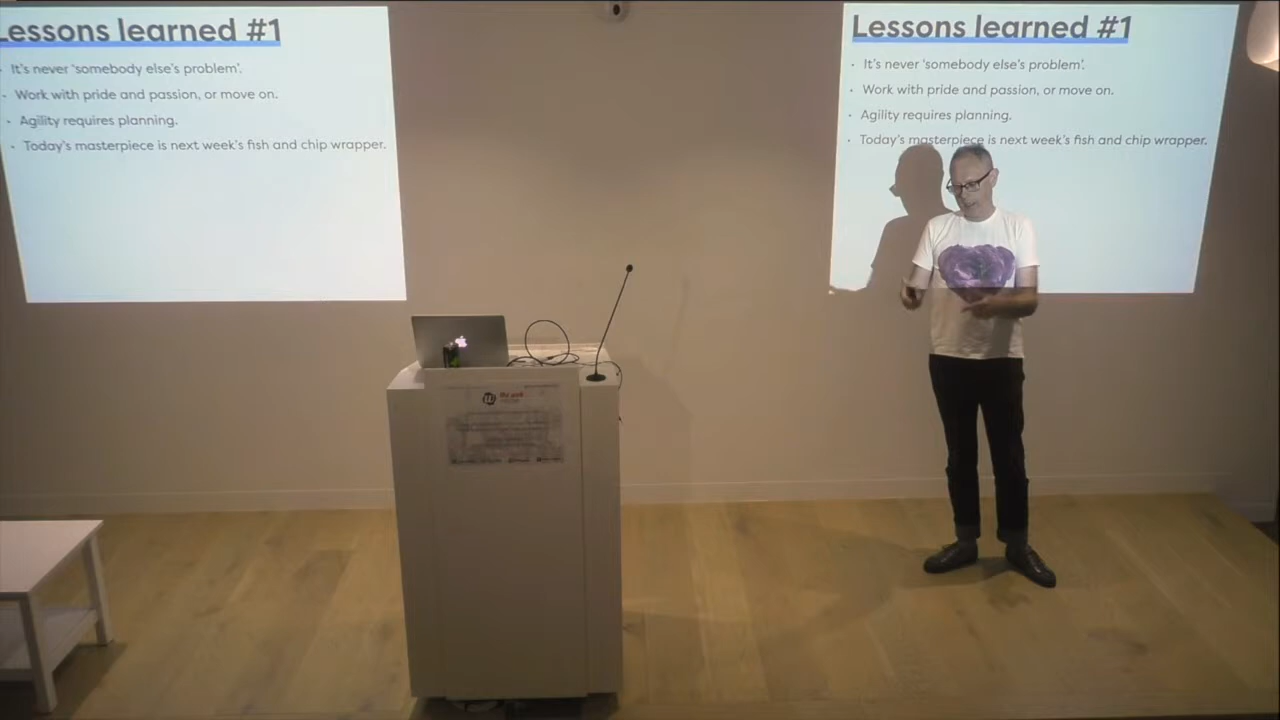 Lessons learned #1
It's never 'somebody else's problem'.
Work with pride and passion, or move on.
Agility requires planning.
Today's masterpiece is next week's fish and chip wrapper.
Lessons learned #1
It's never 'somebody else's problem'.
Work with pride and passion, or move on.
Agility requires planning.
Today's masterpiece is next week's fish and chip wrapper.